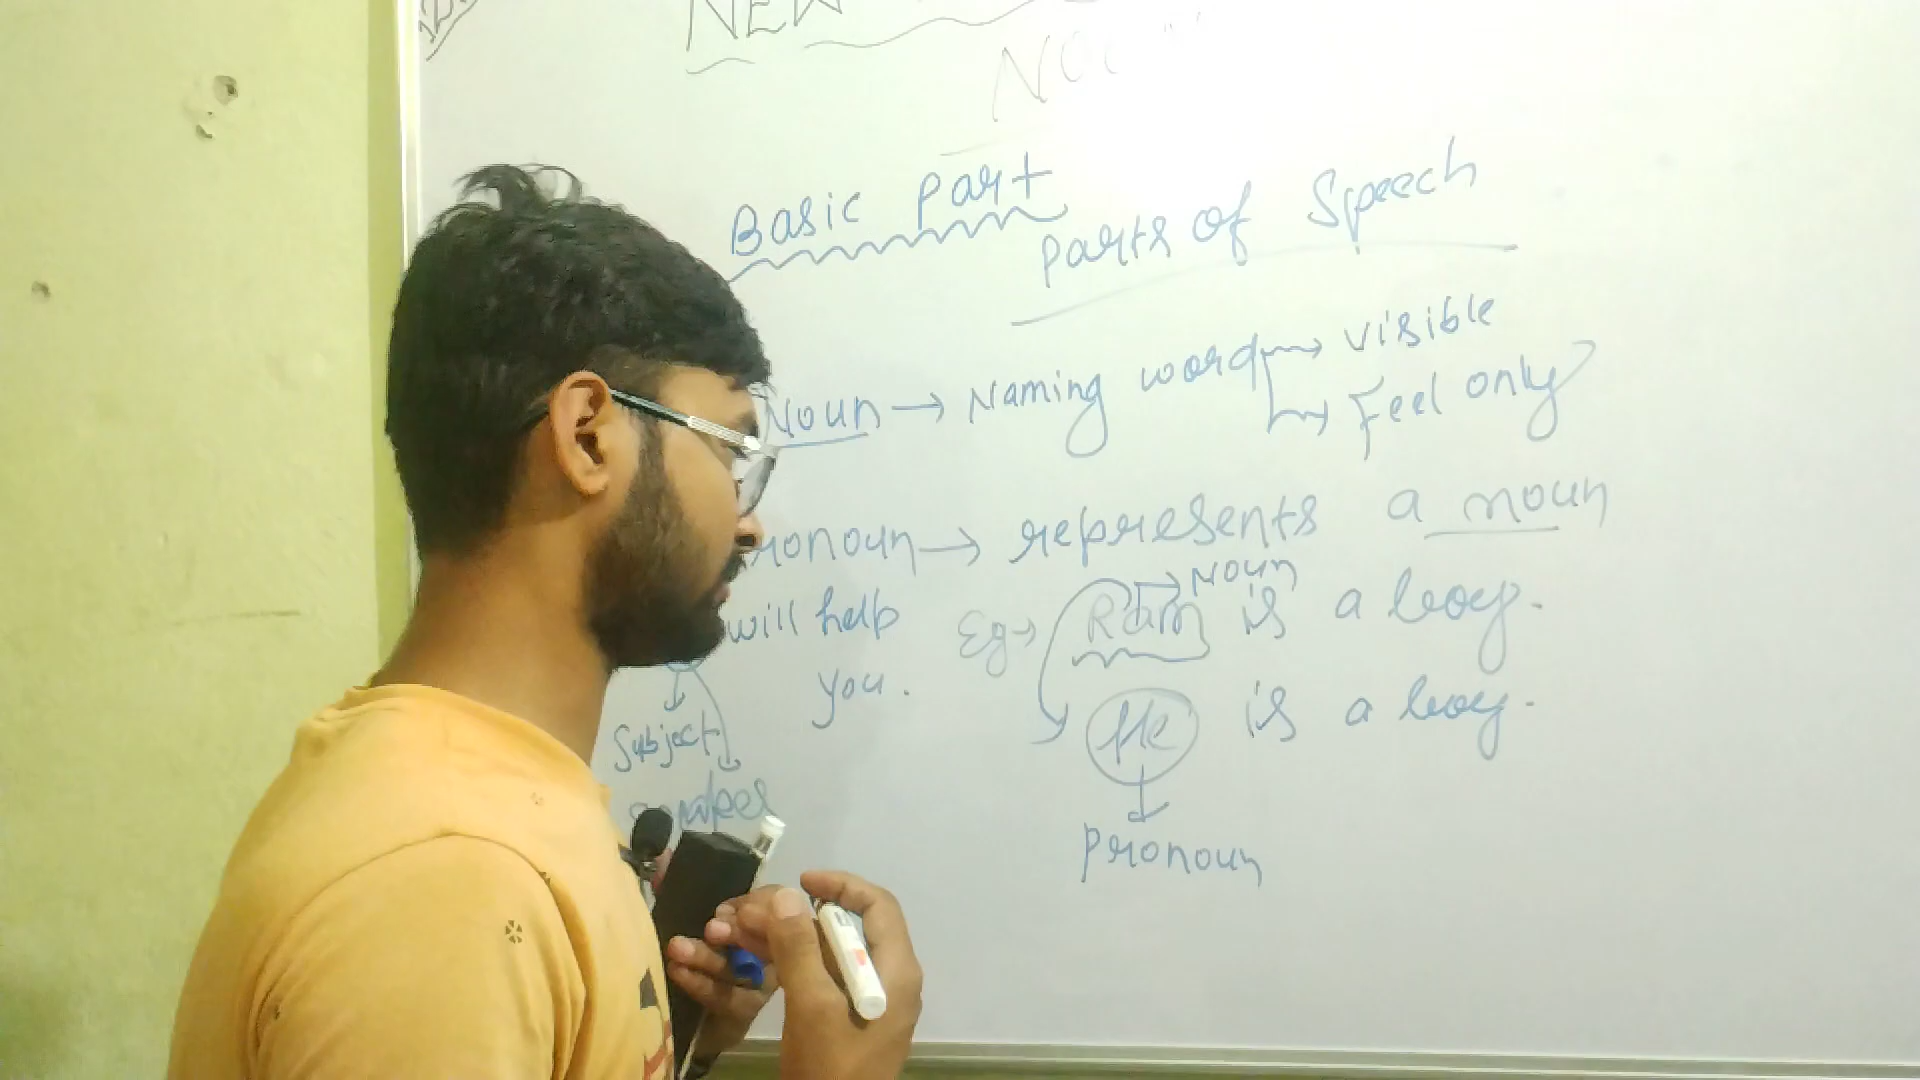 NEW
Basic Part
Parts of Speech
Noun → Naming word → visible
→ Feel only
ronoun → represents a noun
→ Noun
will help
you.
Eg → Ram is a boy.
He is a boy.
Subject
Pronoun